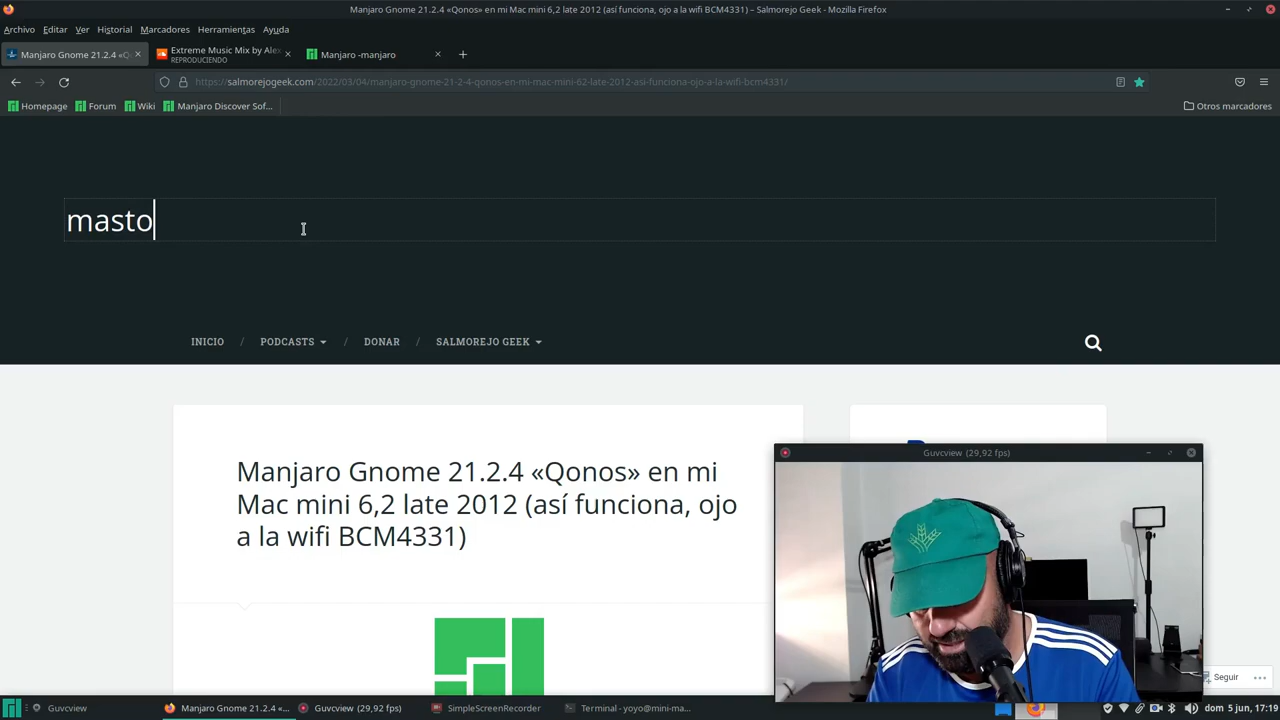 Manjaro Gnome 21.2.4 «Qonos» en mi Mac mini 6,2 late 2012 (así funciona, ojo a la wifi BCM4331) – Salmorejo Geek – Mozilla Firefox
Archivo Editar Ver Historial Marcadores Herramientas Ayuda
Manjaro Gnome 21.2.4 «Q
Extreme Music Mix by Alex
REPRODUCIENDO
Manjaro -manjaro
https://salmorejogeek.com/2022/03/04/manjaro-gnome-21-2-4-qonos-en-mi-mac-mini-62-late-2012-asi-funciona-ojo-a-la-wifi-bcm4331/
Homepage Forum Wiki Manjaro Discover Sof... Otros marcadores
masto
INICIO / PODCASTS / DONAR / SALMOREJO GEEK
Manjaro Gnome 21.2.4 «Qonos» en mi
Mac mini 6,2 late 2012 (así funciona, ojo
a la wifi BCM4331)
Guvcview (29,92 fps)
Seguir
Guvcview Manjaro Gnome 21.2.4 «... Guvcview (29,92 fps) SimpleScreenRecorder Terminal - yoyo@mini-ma... dom 5 jun, 17:19